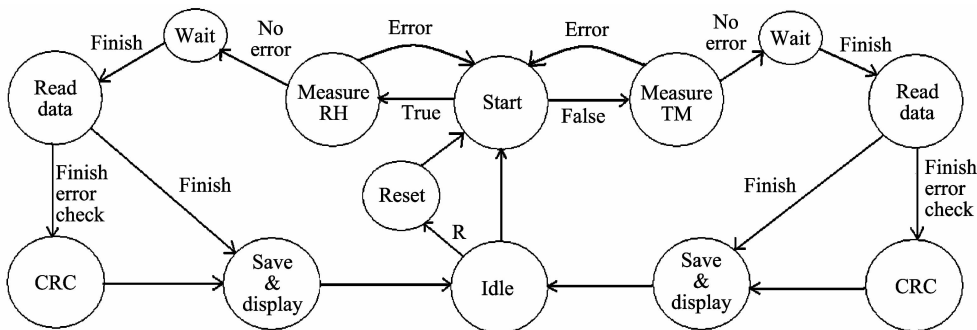 Finish
Wait
No
error
Error
Error
No
error
Wait
Finish
Read
data
Measure
RH
True
Start
False
Measure
TM
Read
data
Finish
error
check
Finish
Reset
R
Finish
Finish
error
check
CRC
Save
&
display
Idle
Save
&
display
CRC